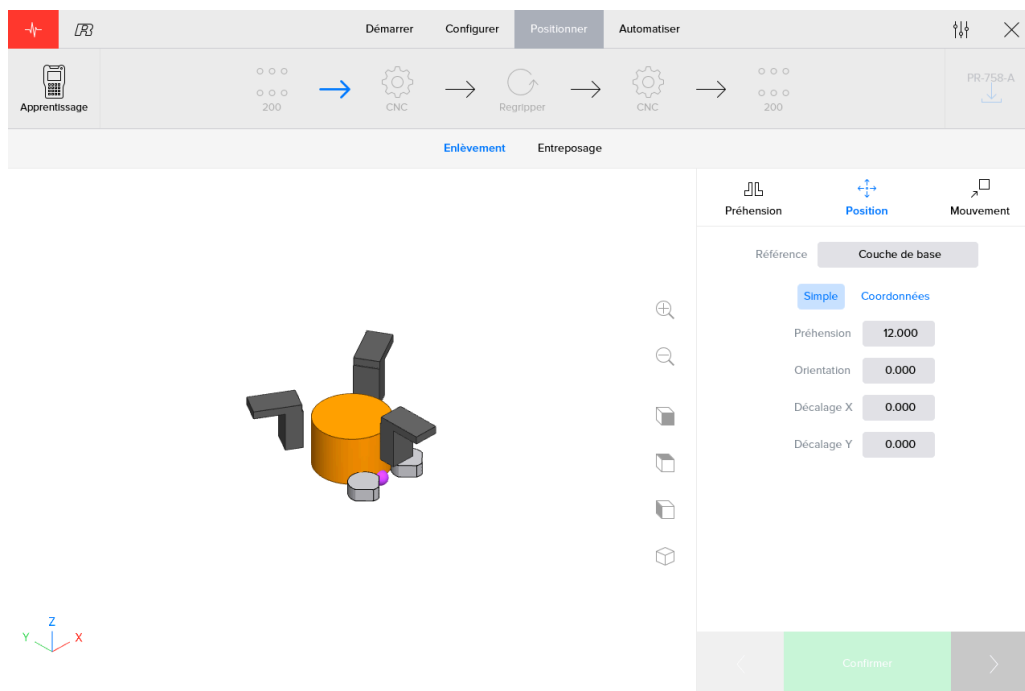 Démarrer Configurer Positionner Automatiser
Apprentissage
200 CNC Regripper CNC 200
PR-758-A
Enlèvement Entreposage
Préhension Position Mouvement
Référence Couche de base
Simple Coordonnées
Préhension 12.000
Orientation 0.000
Décalage X 0.000
Décalage Y 0.000
Z
Y X
Confirmer